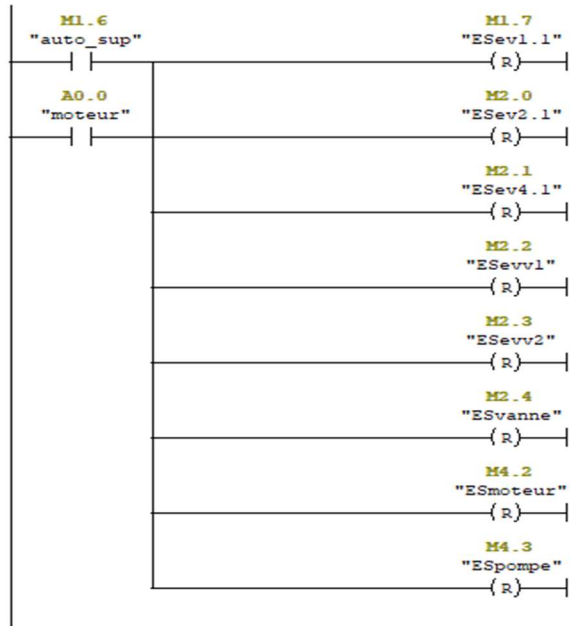 M1.6 M1.7
"auto_sup" "ESev1.1"
(R)
A0.0 M2.0
"moteur" "ESev2.1"
(R)
M2.1
"ESev4.1"
(R)
M2.2
"ESevv1"
(R)
M2.3
"ESevv2"
(R)
M2.4
"ESvanne"
(R)
M4.2
"ESmoteur"
(R)
M4.3
"ESpompe"
(R)